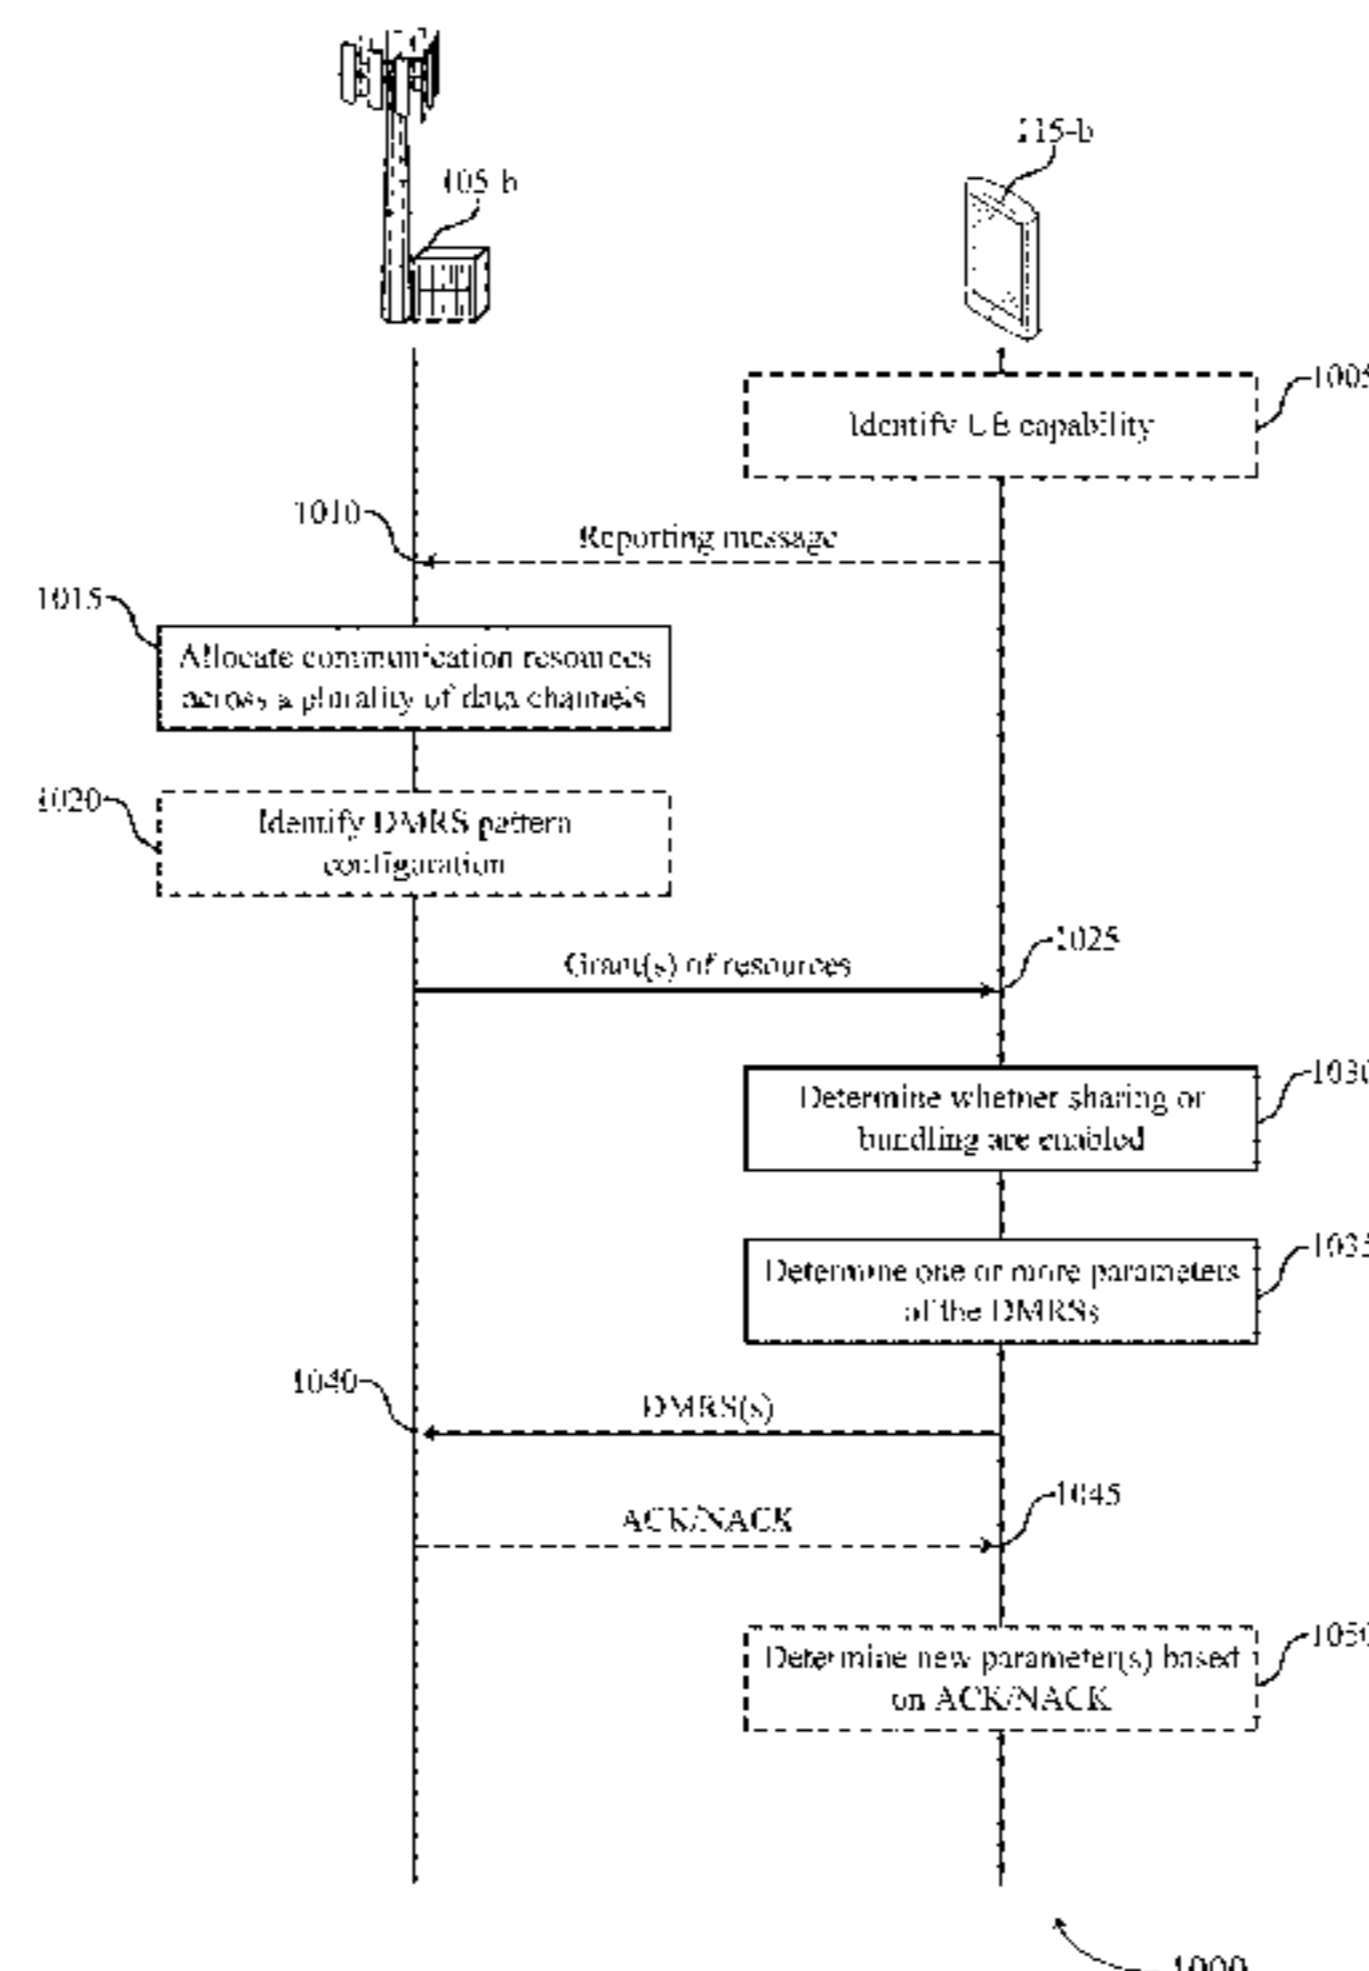 105-b
115-b
1005
Identify UE capability
1010
Reporting message
1015
Allocate communication resources
across a plurality of data channels
1020
Identify DMRS pattern
configuration
1025
Grant(s) of resources
1030
Determine whether sharing or
bundling are enabled
1035
Determine one or more parameters
of the DMRSs
1040
DMRS(s)
1045
ACK/NACK
1050
Determine new parameter(s) based
on ACK/NACK
1000